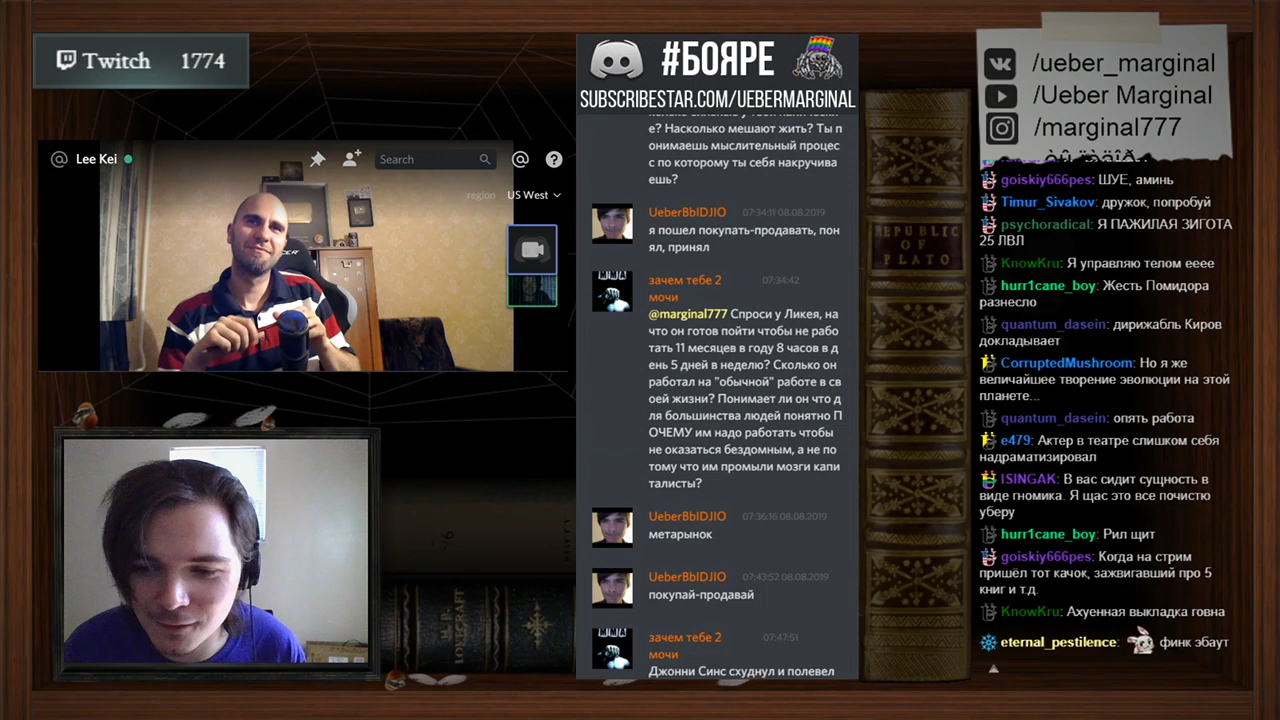 Twitch 1774
Lee Kei
Search
region
US West
#БОЯРЕ
SUBSCRIBESTAR.COM/UEBERMARGINAL
е? Насколько мешают жить? Ты п
онимаешь мыслительный процес
с по которому ты себя накручива
ешь?
UeberBbIDJIO 07:34:11 08.08.2019
я пошел покупать-продавать, пон
ял, принял
зачем тебе 2 07:34:42
мочи
@marginal777 Спроси у Ликея, на
что он готов пойти чтобы не рабо
тать 11 месяцев в году 8 часов в д
ень 5 дней в неделю? Сколько он
работал на "обычной" работе в св
оей жизни? Понимает ли он что д
ля большинства людей понятно П
ОЧЕМУ им надо работать чтобы
не оказаться бездомным, а не по
тому что им промыли мозги капи
талисты?
UeberBbIDJIO 07:36:16 08.08.2019
метарынок
UeberBbIDJIO 07:43:52 08.08.2019
покупай-продавай
зачем тебе 2 07:47:51
мочи
Джонни Синс схуднул и полевел
REPUBLIC
OF
PLATO
H.P.
LOVECRAFT
/ueber_marginal
/Ueber Marginal
/marginal777
goiskiy666pes: ШУЕ, аминь
Timur_Sivakov: дружок, попробуй
psychoradical: Я ПАЖИЛАЯ ЗИГОТА
25 ЛВЛ
KnowKru: Я управляю телом ееее
hurr1cane_boy: Жесть Помидора
разнесло
quantum_dasein: дирижабль Киров
докладывает
CorruptedMushroom: Но я же
величайшее творение эволюции на этой
планете...
quantum_dasein: опять работа
e479: Актер в театре слишком себя
надраматизировал
ISINGAK: В вас сидит сущность в
виде гномика. Я щас это все почистю
уберу
hurr1cane_boy: Рил щит
goiskiy666pes: Когда на стрим
пришёл тот качок, зажвигавший про 5
книг и т.д.
KnowKru: Ахуенная выкладка говна
eternal_pestilence: финк эбаут